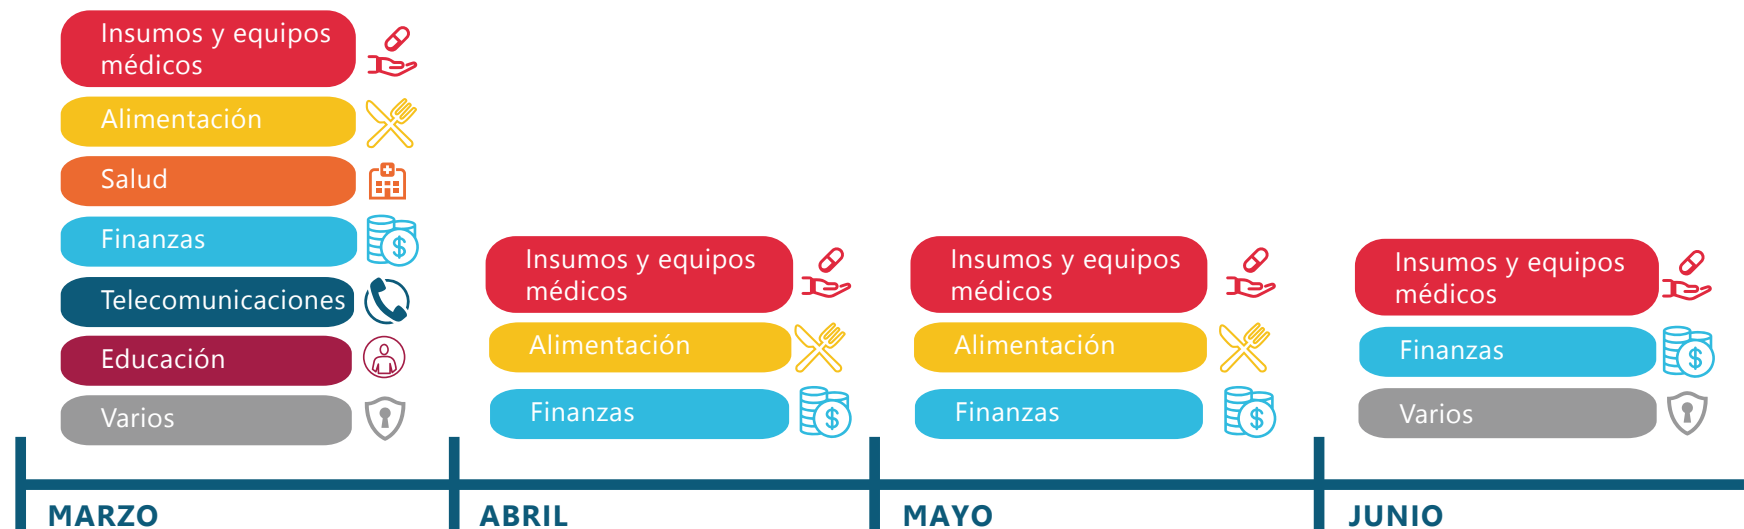 Insumos y equipos
médicos
Alimentación
Salud
Finanzas
Telecomunicaciones
Educación
Varios
MARZO
Insumos y equipos
médicos
Alimentación
Finanzas
ABRIL
Insumos y equipos
médicos
Alimentación
Finanzas
MAYO
Insumos y equipos
médicos
Finanzas
Varios
JUNIO